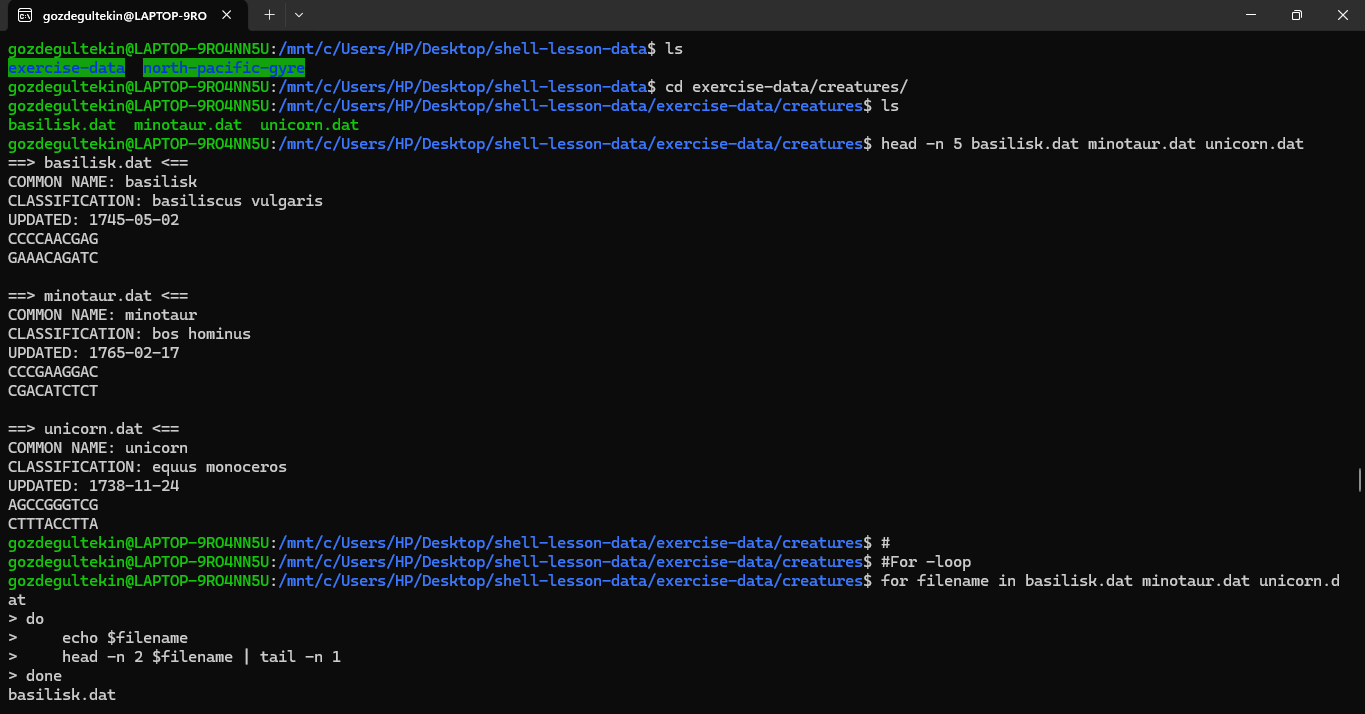 gozdegultekin@LAPTOP-9RO
gozdegultekin@LAPTOP-9RO4NN5U:/mnt/c/Users/HP/Desktop/shell-lesson-data$ ls
exercise-data  north-pacific-gyre
gozdegultekin@LAPTOP-9RO4NN5U:/mnt/c/Users/HP/Desktop/shell-lesson-data$ cd exercise-data/creatures/
gozdegultekin@LAPTOP-9RO4NN5U:/mnt/c/Users/HP/Desktop/shell-lesson-data/exercise-data/creatures$ ls
basilisk.dat  minotaur.dat  unicorn.dat
gozdegultekin@LAPTOP-9RO4NN5U:/mnt/c/Users/HP/Desktop/shell-lesson-data/exercise-data/creatures$ head -n 5 basilisk.dat minotaur.dat unicorn.dat
==> basilisk.dat <==
COMMON NAME: basilisk
CLASSIFICATION: basiliscus vulgaris
UPDATED: 1745-05-02
CCCCAACGAG
GAAACAGATC

==> minotaur.dat <==
COMMON NAME: minotaur
CLASSIFICATION: bos hominus
UPDATED: 1765-02-17
CCCGAAGGAC
CGACATCTCT

==> unicorn.dat <==
COMMON NAME: unicorn
CLASSIFICATION: equus monoceros
UPDATED: 1738-11-24
AGCCGGGTCG
CTTTACCTTA
gozdegultekin@LAPTOP-9RO4NN5U:/mnt/c/Users/HP/Desktop/shell-lesson-data/exercise-data/creatures$ #
gozdegultekin@LAPTOP-9RO4NN5U:/mnt/c/Users/HP/Desktop/shell-lesson-data/exercise-data/creatures$ #For -loop
gozdegultekin@LAPTOP-9RO4NN5U:/mnt/c/Users/HP/Desktop/shell-lesson-data/exercise-data/creatures$ for filename in basilisk.dat minotaur.dat unicorn.d
at
> do
>     echo $filename
>     head -n 2 $filename | tail -n 1
> done
basilisk.dat